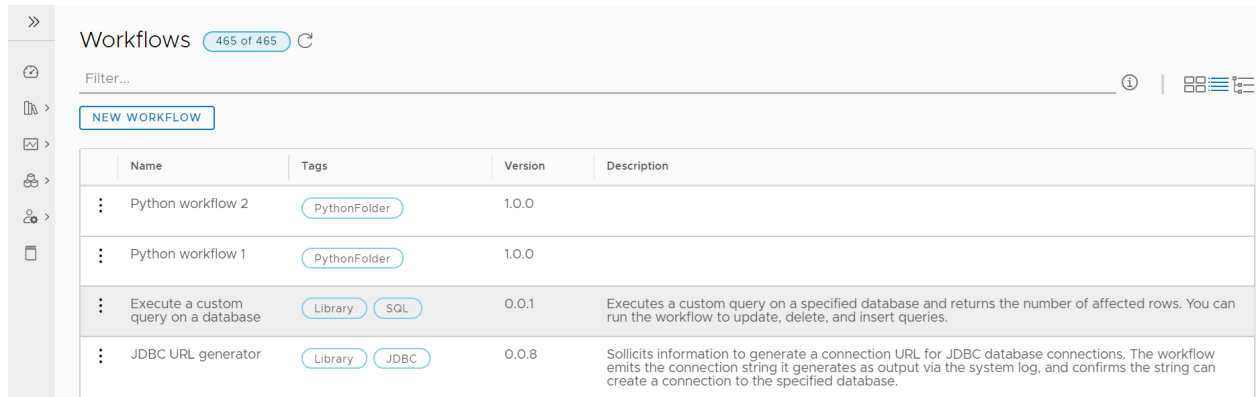 Workflows 465 of 465
Filter...
NEW WORKFLOW
Name Tags Version Description
Python workflow 2 PythonFolder 1.0.0
Python workflow 1 PythonFolder 1.0.0
Execute a custom Library SQL 0.0.1 Executes a custom query on a specified database and returns the number of affected rows. You can
query on a database run the workflow to update, delete, and insert queries.
JDBC URL generator Library JDBC 0.0.8 Sollicits information to generate a connection URL for JDBC database connections. The workflow
emits the connection string it generates as output via the system log, and confirms the string can
create a connection to the specified database.